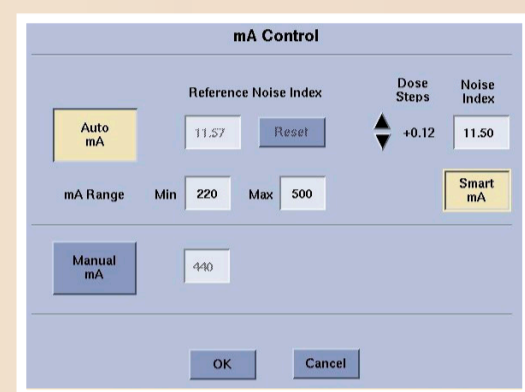 mA Control
Reference Noise Index
Dose
Steps
Noise
Index
Auto
mA
11.57
Reset
+0.12
11.50
mA Range
Min
220
Max
500
Smart
mA
Manual
mA
440
OK
Cancel